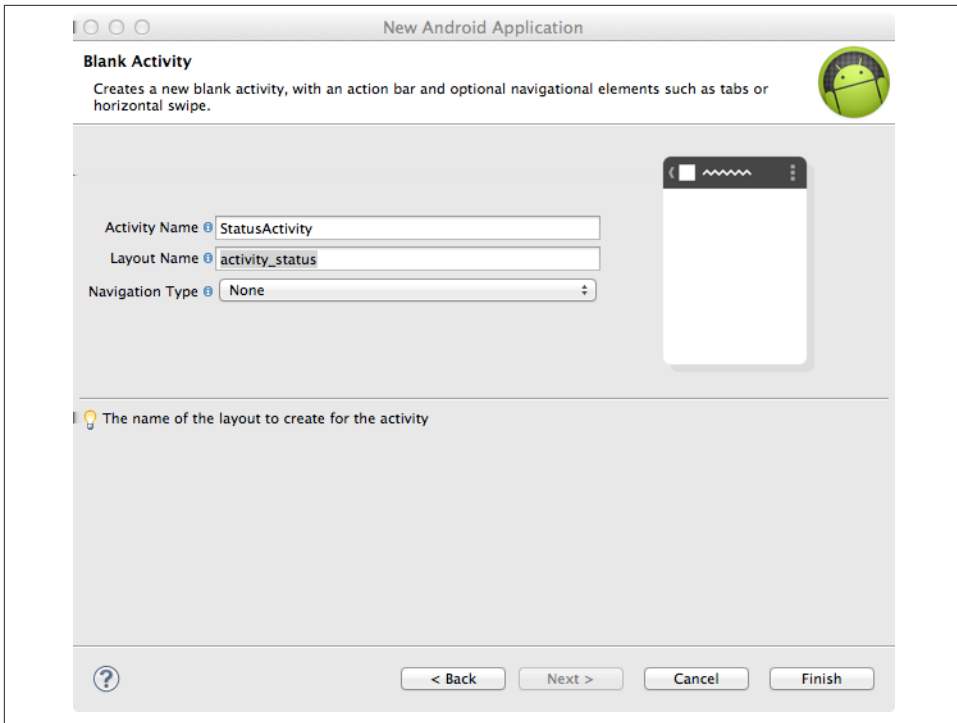 New Android Application
Blank Activity
Creates a new blank activity, with an action bar and optional navigational elements such as tabs or
horizontal swipe.
Activity Name StatusActivity
Layout Name activity_status
Navigation Type None
The name of the layout to create for the activity
? < Back Next > Cancel Finish